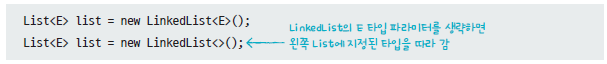 List<E> list = new LinkedList<E>();
List<E> list = new LinkedList<>();
LinkedList의 E 타입 파라미터를 생략하면
왼쪽 List에 지정된 타입을 따라 감